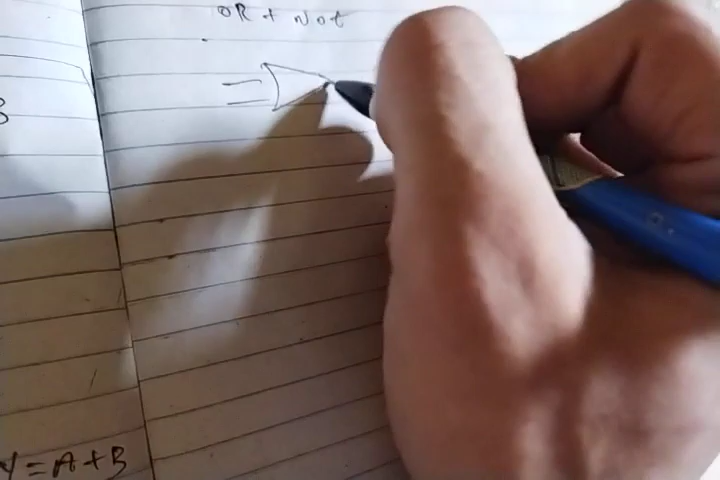 OR + Not
B
Y = A + B